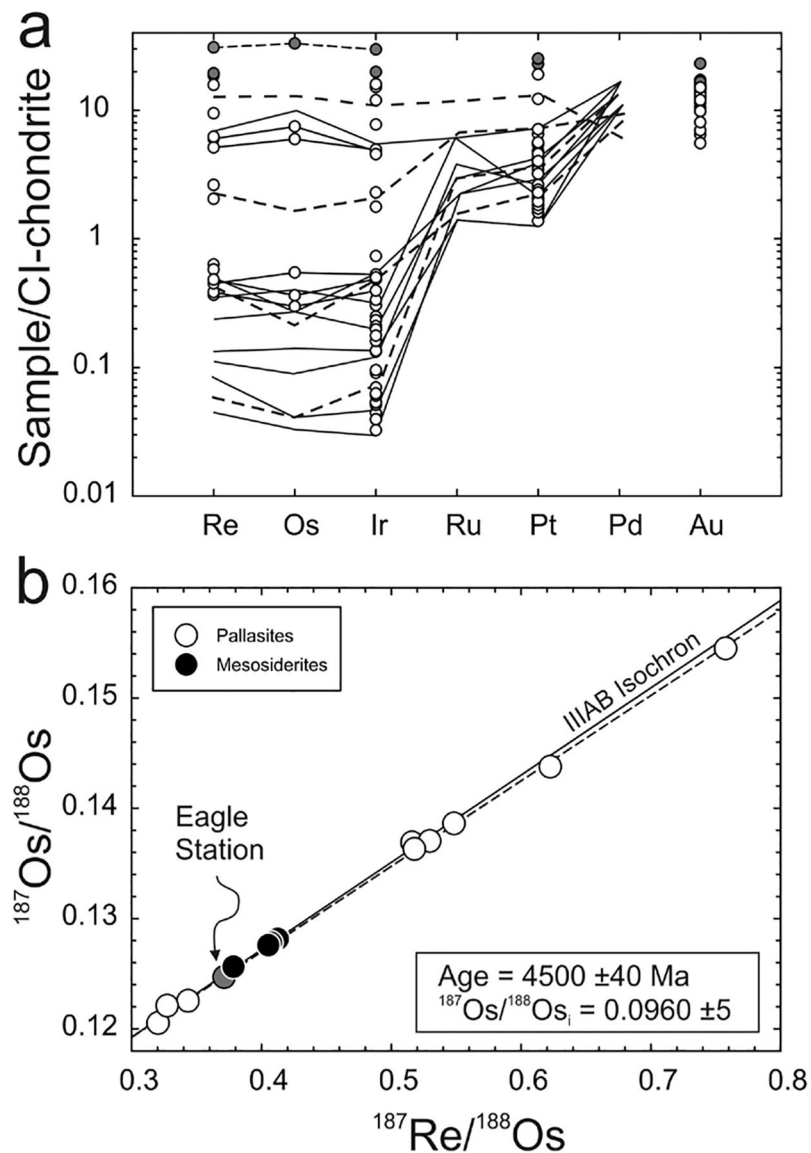 a
Sample/CI-chondrite
10
1
0.1
0.01
Re Os Ir Ru Pt Pd Au
b
0.16
0.15
0.14
0.13
0.12
¹⁸⁷Os/¹⁸⁸Os
Pallasites
Mesosiderites
IIIAB Isochron
Eagle
Station
Age = 4500 ±40 Ma
¹⁸⁷Os/¹⁸⁸Osᵢ = 0.0960 ±5
0.3 0.4 0.5 0.6 0.7 0.8
¹⁸⁷Re/¹⁸⁸Os